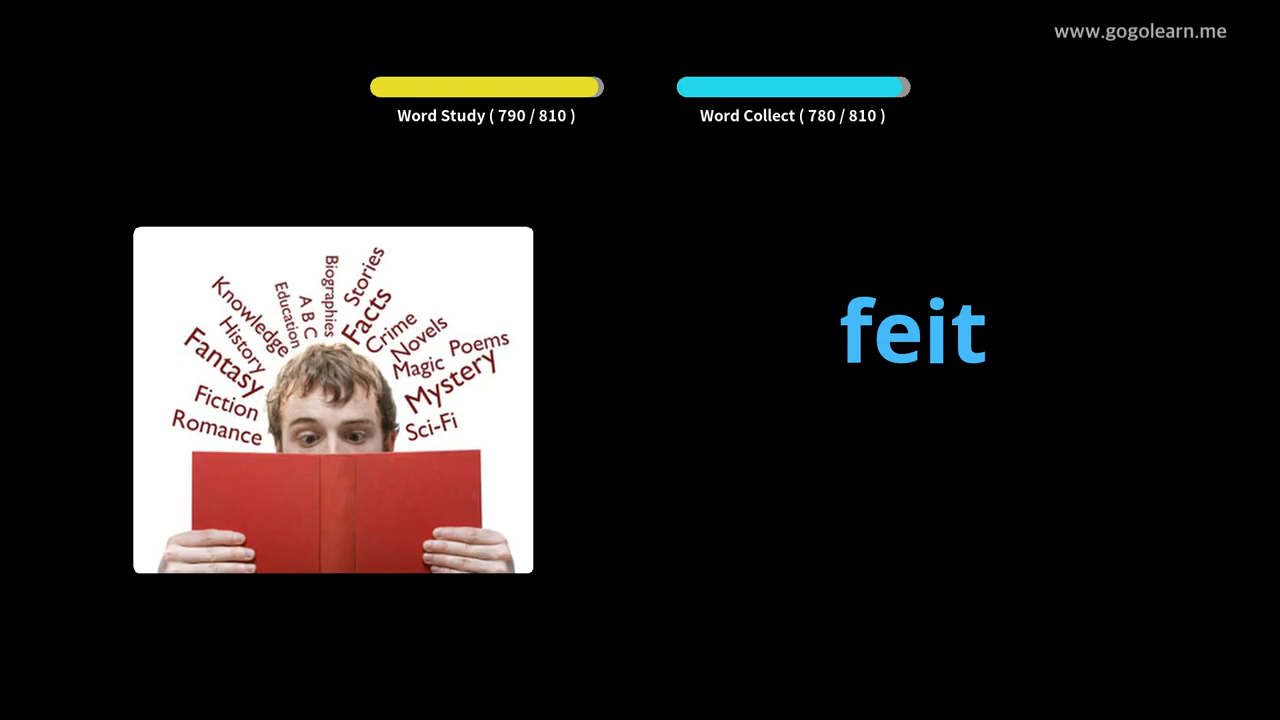 www.gogolearn.me
Word Study ( 790 / 810 )
Word Collect ( 780 / 810 )
feit
Biographies
Stories
Education
A B C
Facts
Knowledge
History
Crime
Novels
Fantasy
Magic
Poems
Mystery
Fiction
Romance
Sci-Fi